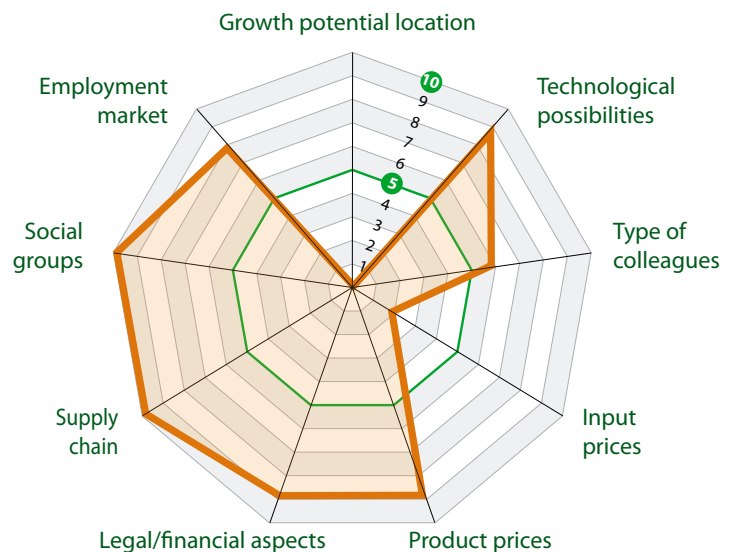 Growth potential location
Employment
market
Technological
possibilities
10
9
8
7
6
5
4
3
2
1
Social
groups
Type of
colleagues
Supply
chain
Input
prices
Legal/financial aspects
Product prices